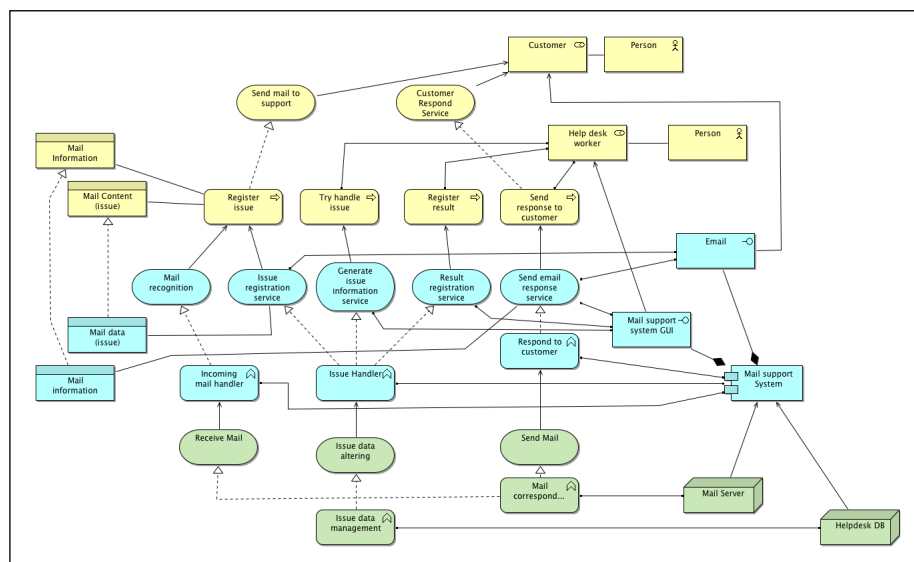 Customer
Person
Send mail to
support
Customer
Respond
Service
Help desk
worker
Person
Mail
Information
Mail Content
(issue)
Register
issue
Try handle
issue
Register
result
Send
response to
customer
Email
Mail
recognition
Issue
registration
service
Generate
issue
information
service
Result
registration
service
Send email
response
service
Mail data
(issue)
Mail support
system GUI
Respond to
customer
Mail
information
Incoming
mail handler
Issue Handler
Mail support
System
Receive Mail
Issue data
altering
Send Mail
Mail
correspond...
Mail Server
Issue data
management
Helpdesk DB